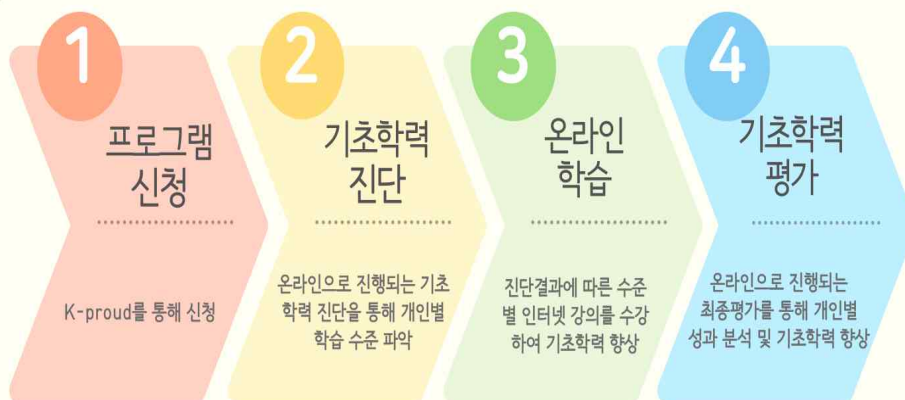 1
프로그램
신청
K-proud를 통해 신청
2
기초학력
진단
온라인으로 진행되는 기초
학력 진단을 통해 개인별
학습 수준 파악
3
온라인
학습
진단결과에 따른 수준
별 인터넷 강의를 수강
하여 기초학력 향상
4
기초학력
평가
온라인으로 진행되는
최종평가를 통해 개인별
성과 분석 및 기초학력 향상